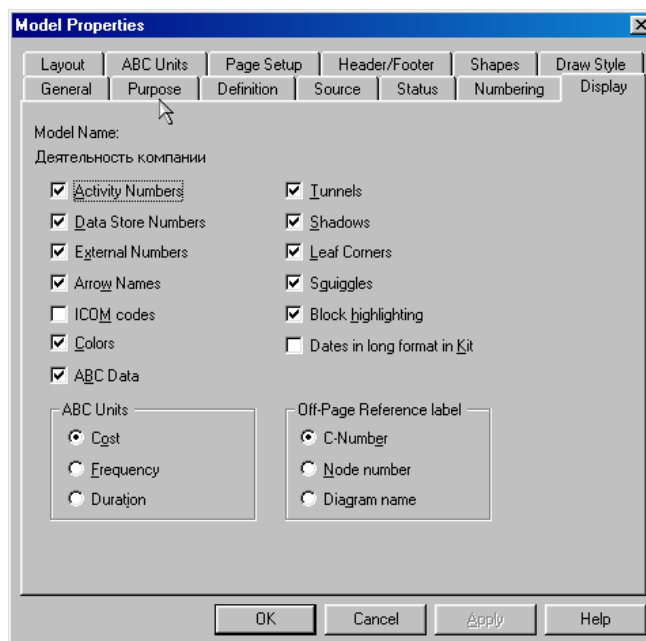 Model Properties
Layout ABC Units Page Setup Header/Footer Shapes Draw Style
General Purpose Definition Source Status Numbering Display
Model Name:
Деятельность компании
Activity Numbers Tunnels
Data Store Numbers Shadows
External Numbers Leaf Corners
Arrow Names Squiggles
ICOM codes Block highlighting
Colors Dates in long format in Kit
ABC Data
ABC Units Off-Page Reference label
Cost C-Number
Frequency Node number
Duration Diagram name
OK Cancel Apply Help